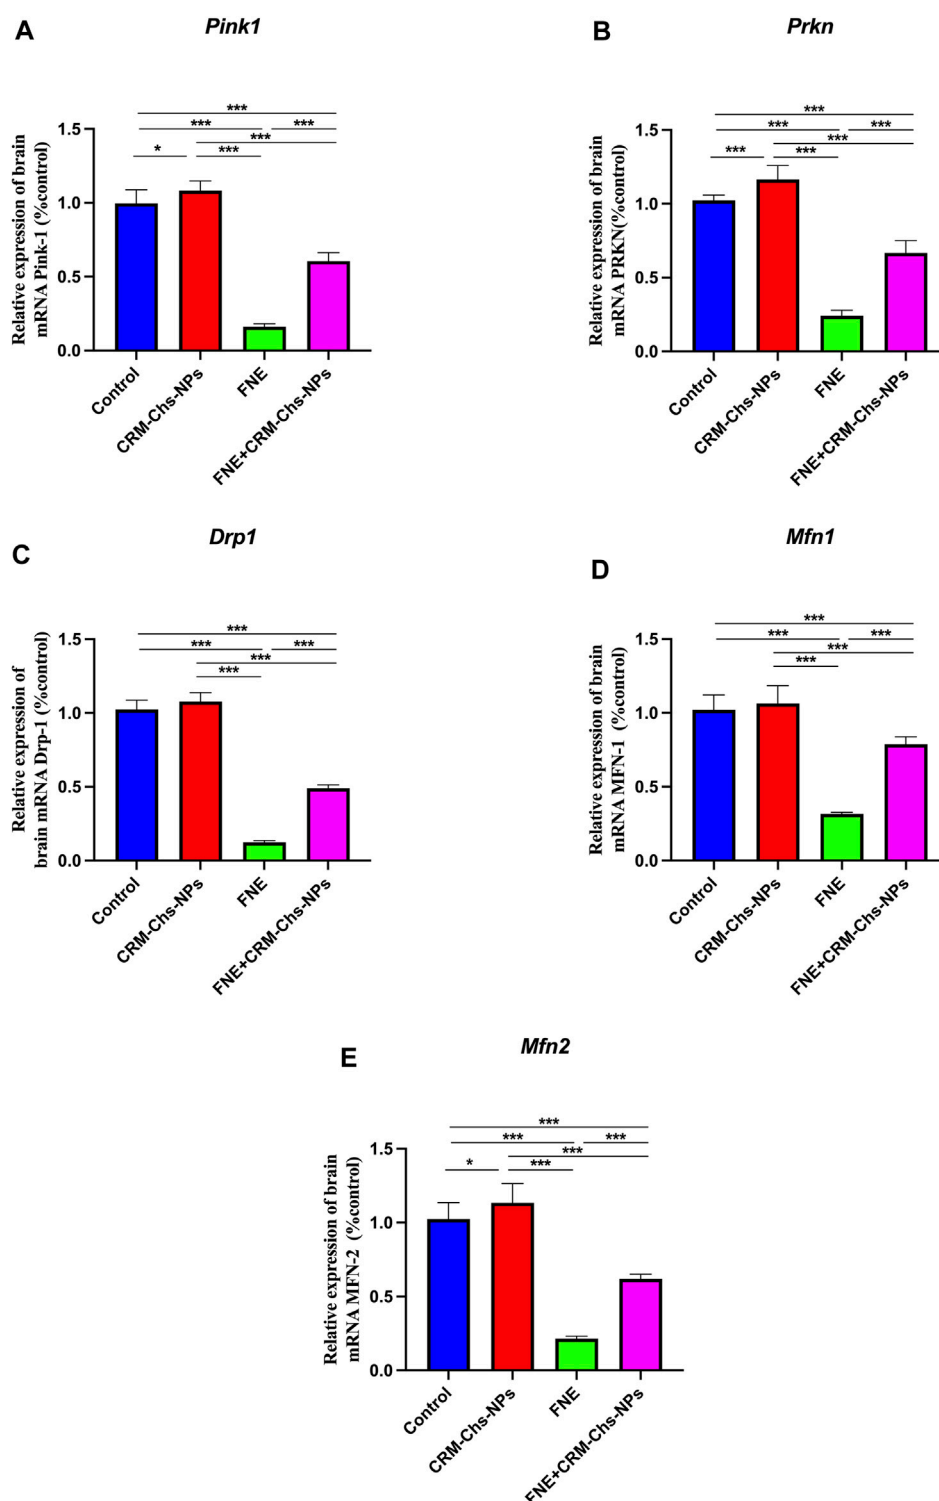 A
Pink1
Relative expression of brain
mRNA Pink-1 (%control)
***
***
***
***
*
***
1.5
1.0
0.5
0.0
Control
CRM-Chs-NPs
FNE
FNE+CRM-Chs-NPs
B
Prkn
Relative expression of brain
mRNA PRKN(%control)
***
***
***
***
***
***
1.5
1.0
0.5
0.0
Control
CRM-Chs-NPs
FNE
FNE+CRM-Chs-NPs
C
Drp1
Relative expression of
brain mRNA Drp-1 (%control)
***
***
***
***
***
1.5
1.0
0.5
0.0
Control
CRM-Chs-NPs
FNE
FNE+CRM-Chs-NPs
D
Mfn1
Relative expression of brain
mRNA MFN-1 (%control)
***
***
***
***
***
1.5
1.0
0.5
0.0
Control
CRM-Chs-NPs
FNE
FNE+CRM-Chs-NPs
E
Mfn2
Relative expression of brain
mRNA MFN-2 (%control)
***
***
***
***
*
***
1.5
1.0
0.5
0.0
Control
CRM-Chs-NPs
FNE
FNE+CRM-Chs-NPs